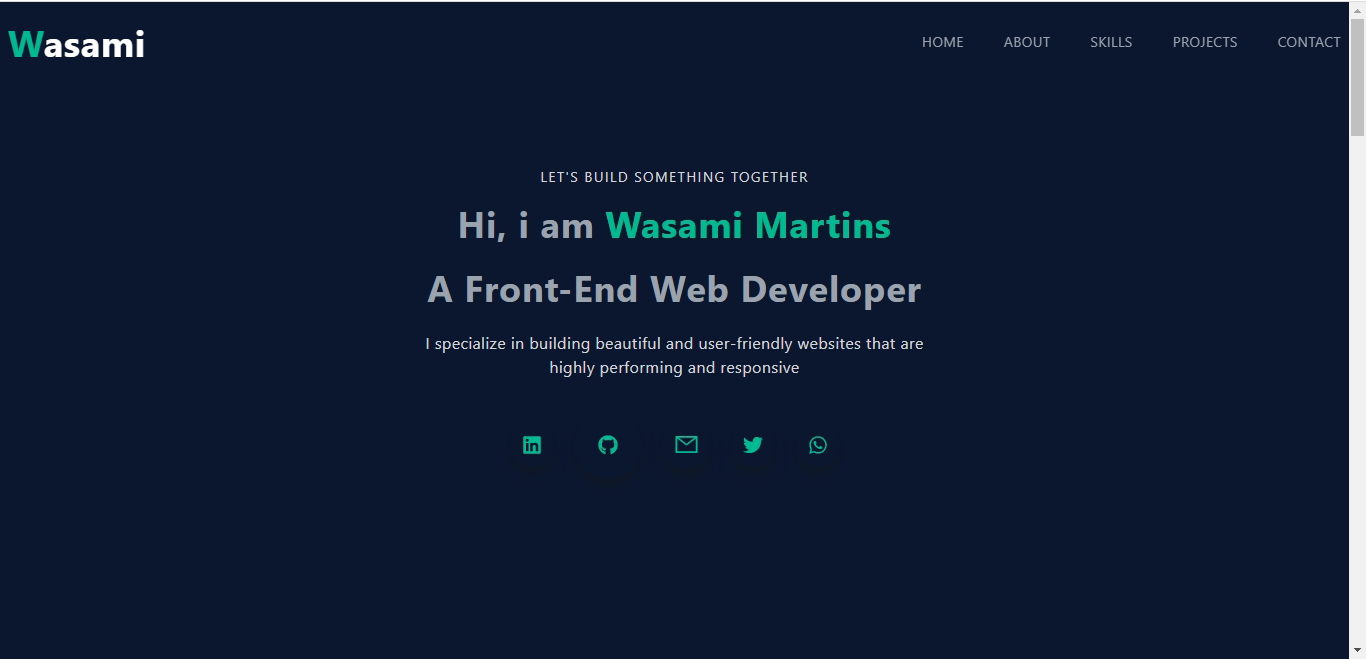 Wasami
HOME ABOUT SKILLS PROJECTS CONTACT
LET'S BUILD SOMETHING TOGETHER
Hi, i am Wasami Martins
A Front-End Web Developer
I specialize in building beautiful and user-friendly websites that are
highly performing and responsive
in